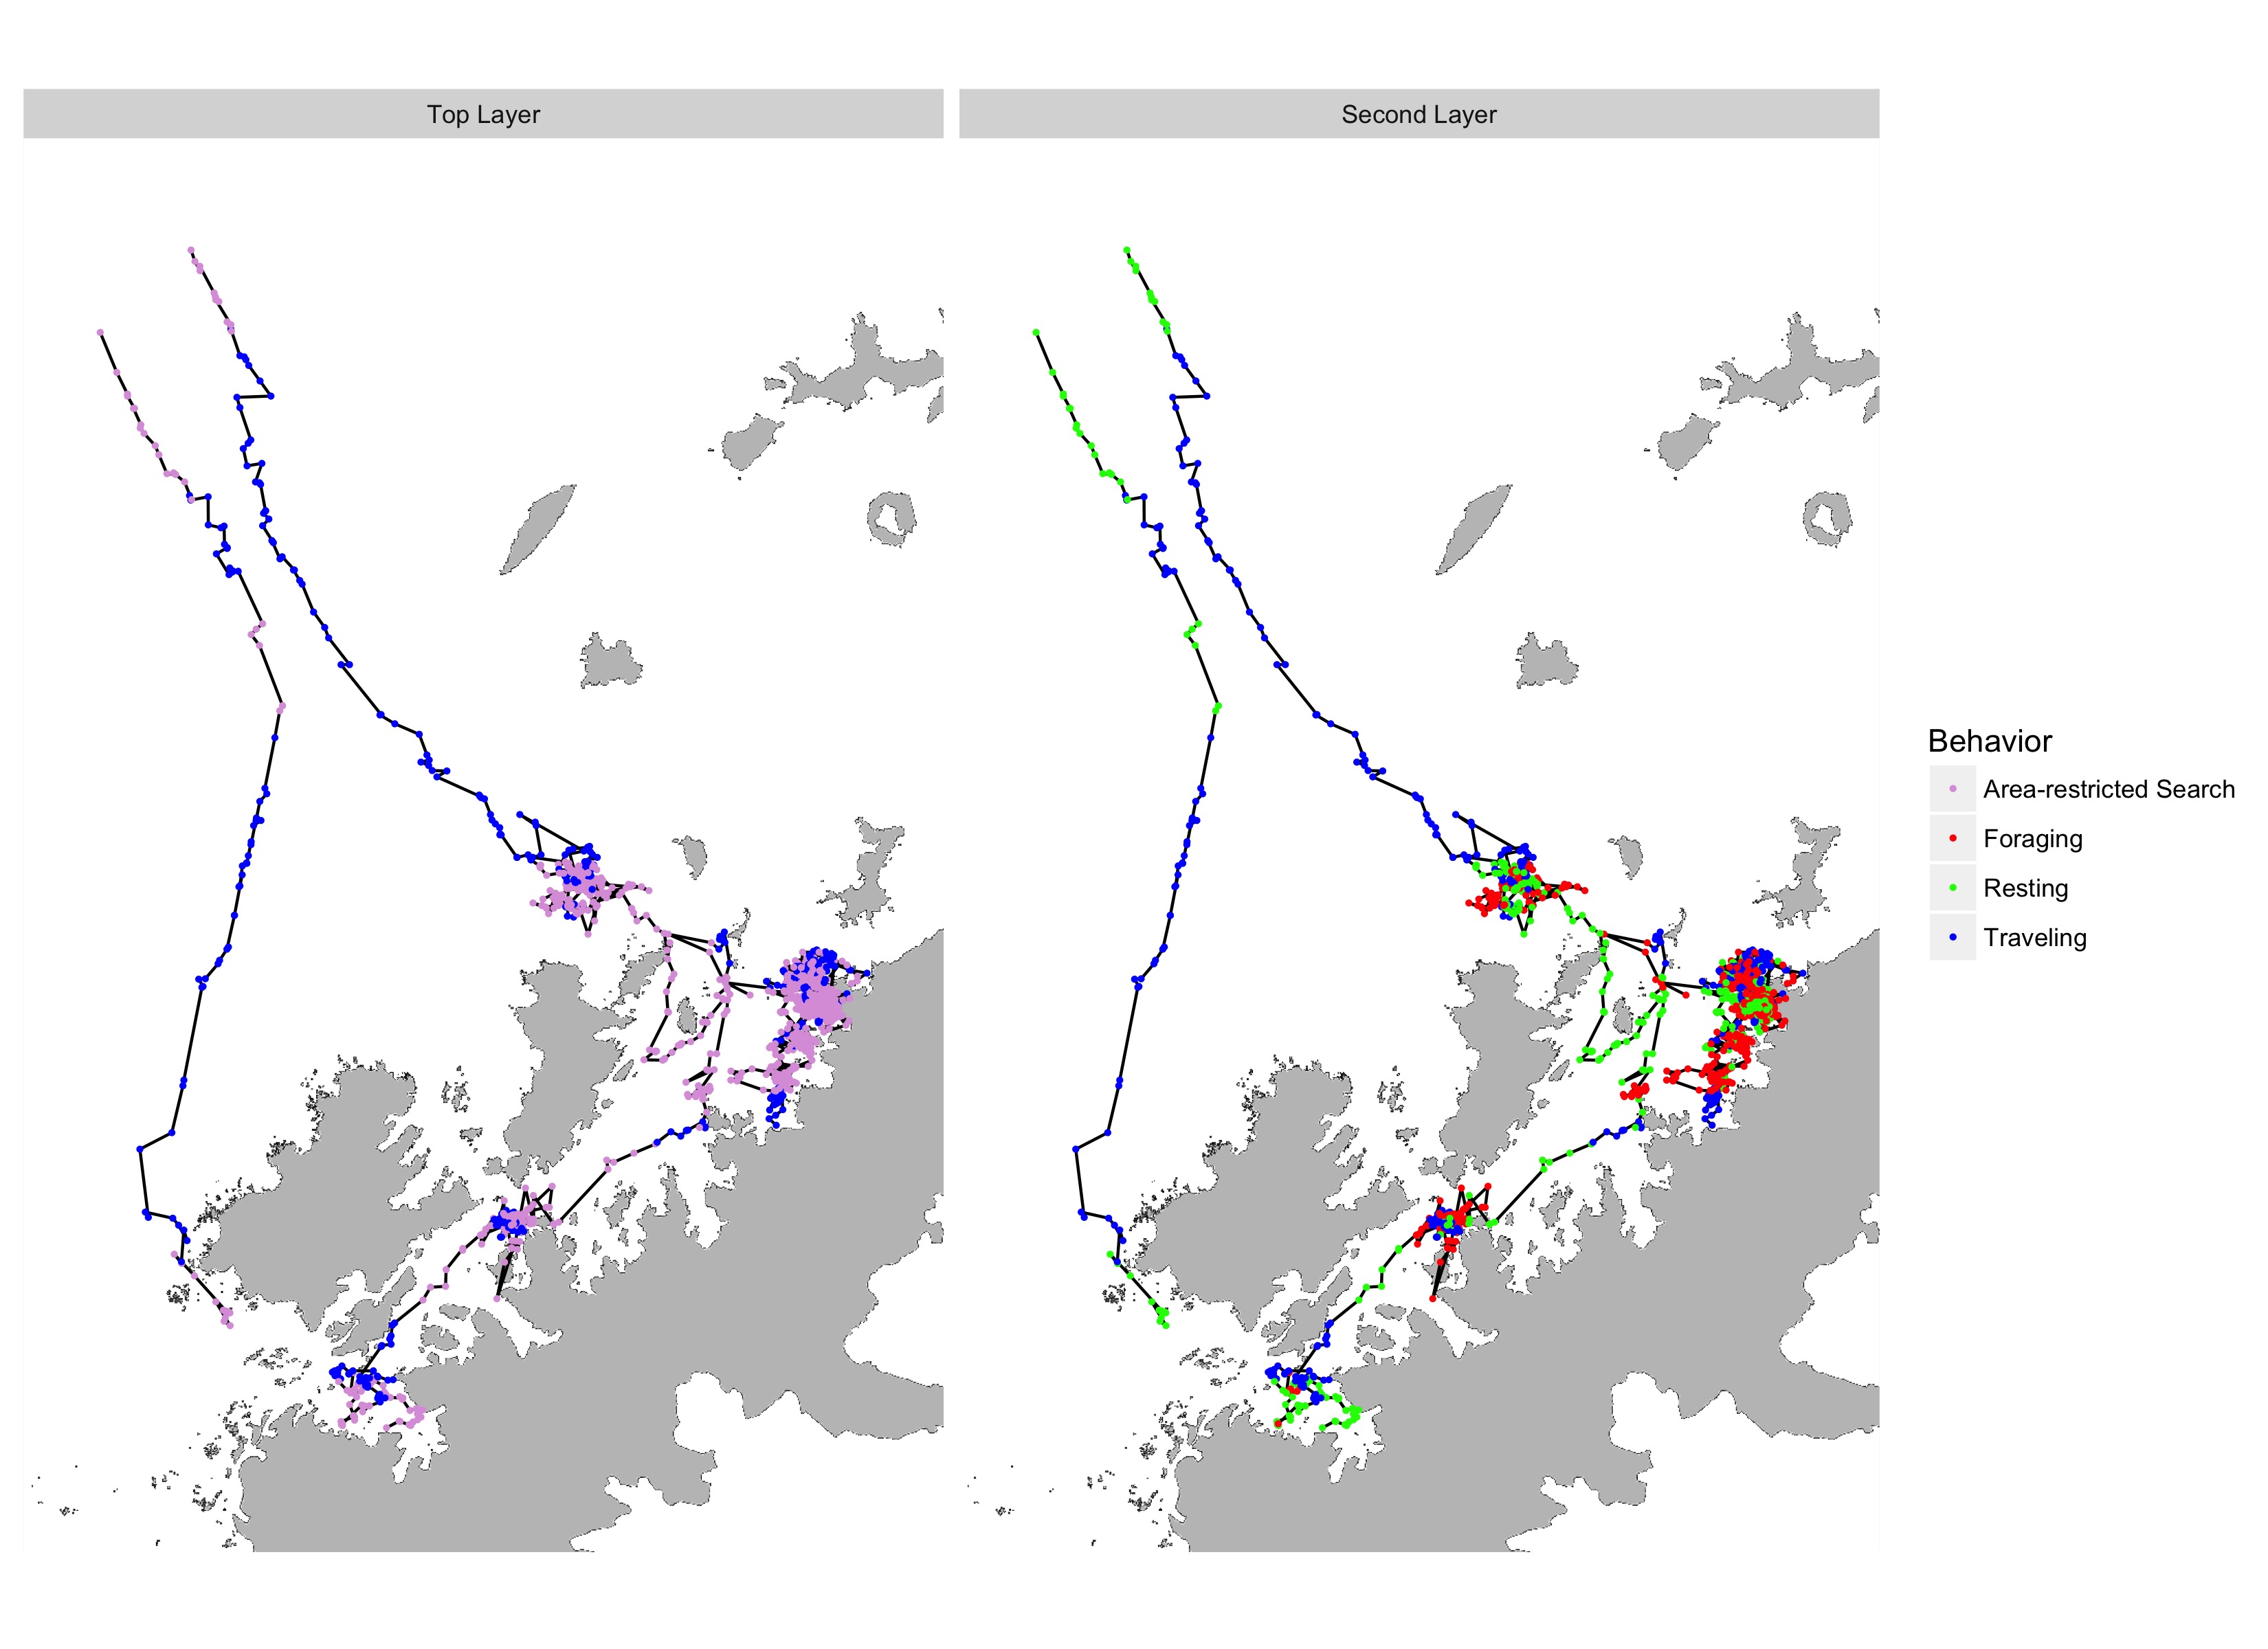 Top Layer
Second Layer
Behavior
Area-restricted Search
Foraging
Resting
Traveling